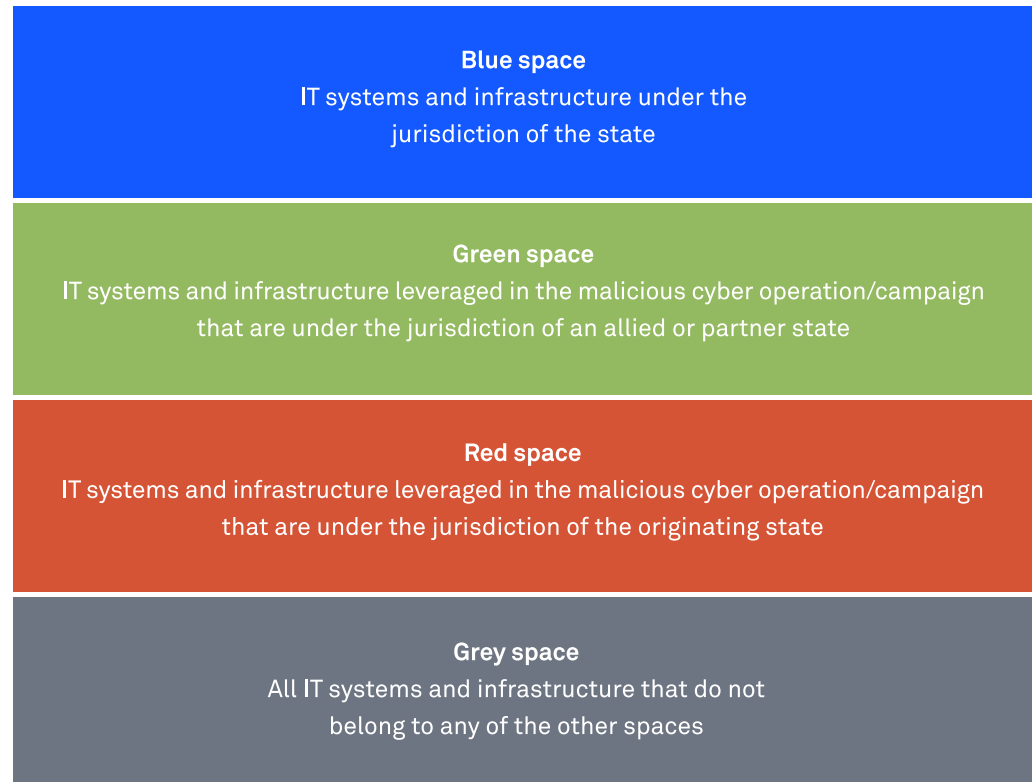 Blue space
IT systems and infrastructure under the
jurisdiction of the state
Green space
IT systems and infrastructure leveraged in the malicious cyber operation/campaign
that are under the jurisdiction of an allied or partner state
Red space
IT systems and infrastructure leveraged in the malicious cyber operation/campaign
that are under the jurisdiction of the originating state
Grey space
All IT systems and infrastructure that do not
belong to any of the other spaces